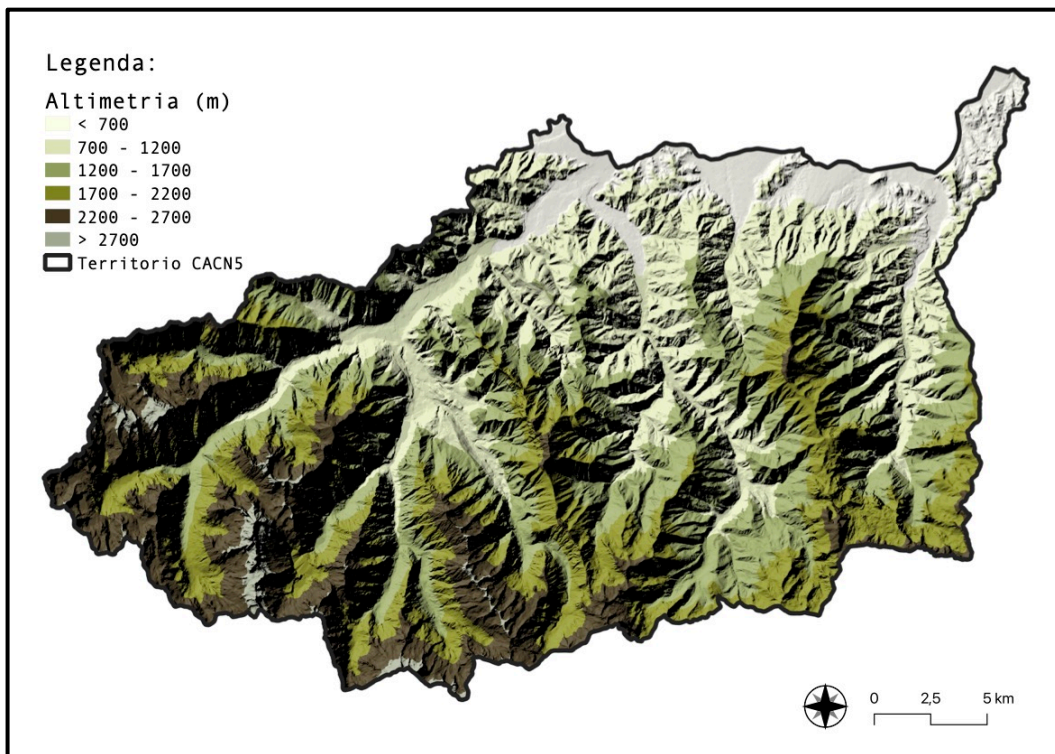 Legenda:
Altimetria (m)
< 700
700 - 1200
1200 - 1700
1700 - 2200
2200 - 2700
> 2700
Territorio CACN5
0 2,5 5 km